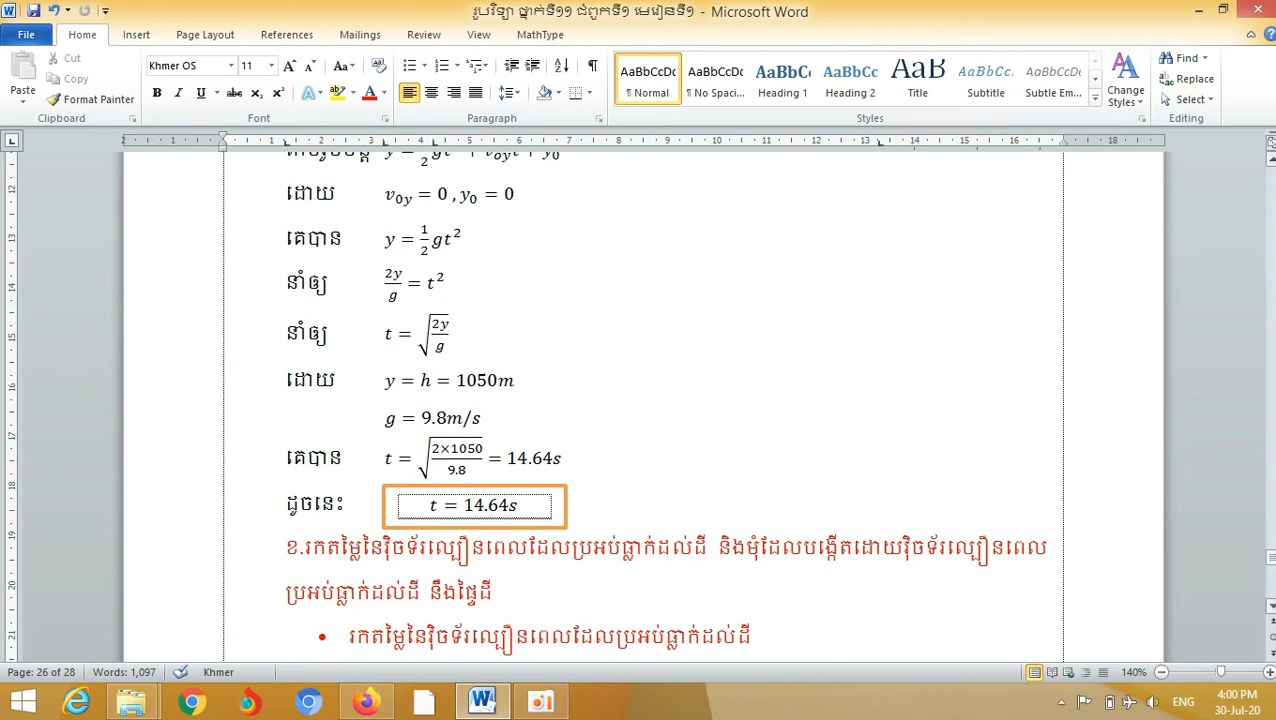 រូបវិទ្យា ថ្នាក់ទី១១ ជំពូកទី១ មេរៀនទី១ - Microsoft Word
File Home Insert Page Layout References Mailings Review View MathType
Paste Cut Copy Format Painter
Khmer OS 11
AaBbCcDc AaBbCcDc AaBbC AaBbCc AaB AaBbCc. AaBbCcDc
¶ Normal ¶ No Spaci... Heading 1 Heading 2 Title Subtitle Subtle Em...
Change Styles
Find Replace Select
Clipboard Font Paragraph Styles Editing
ដោយ v₀y = 0 , y₀ = 0
គេបាន y = 1/2 gt²
នាំឲ្យ 2y/g = t²
នាំឲ្យ t = √(2y/g)
ដោយ y = h = 1050m
g = 9.8m/s
គេបាន t = √(2×1050/9.8) = 14.64s
ដូចនេះ t = 14.64s
ខ.រកតម្លៃនៃវ៉ិចទ័រល្បឿនពេលដែលប្រអប់ធ្លាក់ដល់ដី និងមុំដែលបង្កើតដោយវ៉ិចទ័រល្បឿនពេល
ប្រអប់ធ្លាក់ដល់ដី នឹងផ្ទៃដី
• រកតម្លៃនៃវ៉ិចទ័រល្បឿនពេលដែលប្រអប់ធ្លាក់ដល់ដី
Page: 26 of 28 Words: 1,097 Khmer 140%
ENG 4:00 PM
30-Jul-20